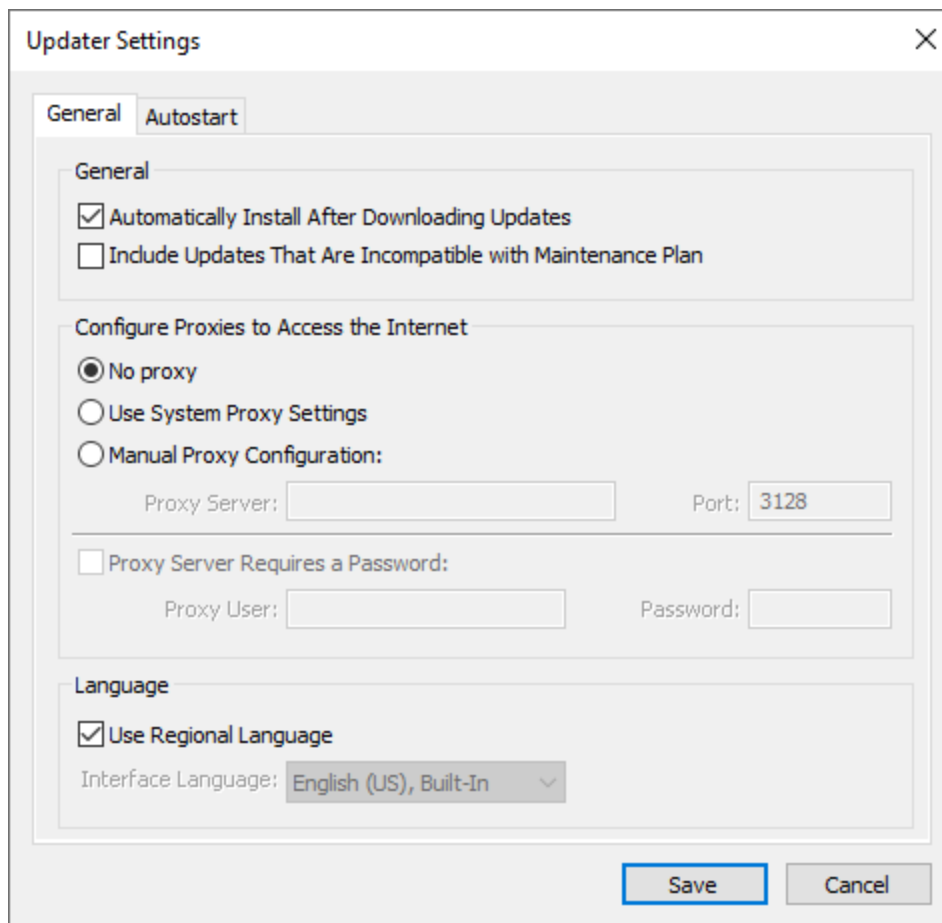 Updater Settings
General Autostart
General
Automatically Install After Downloading Updates
Include Updates That Are Incompatible with Maintenance Plan
Configure Proxies to Access the Internet
No proxy
Use System Proxy Settings
Manual Proxy Configuration:
Proxy Server: Port: 3128
Proxy Server Requires a Password:
Proxy User: Password:
Language
Use Regional Language
Interface Language: English (US), Built-In
Save Cancel